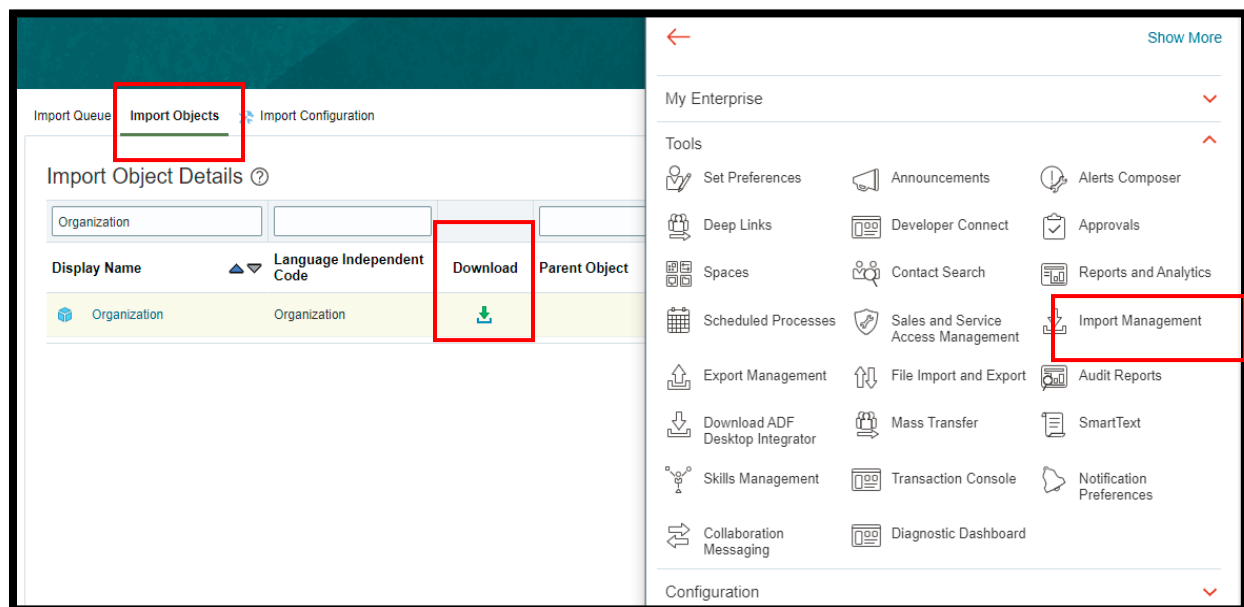 Import Queue Import Objects Import Configuration
Import Object Details ?
Organization
Display Name Language Independent Code Download Parent Object
Organization Organization
Show More
My Enterprise
Tools
Set Preferences Announcements Alerts Composer
Deep Links Developer Connect Approvals
Spaces Contact Search Reports and Analytics
Scheduled Processes Sales and Service Access Management Import Management
Export Management File Import and Export Audit Reports
Download ADF Desktop Integrator Mass Transfer SmartText
Skills Management Transaction Console Notification Preferences
Collaboration Messaging Diagnostic Dashboard
Configuration